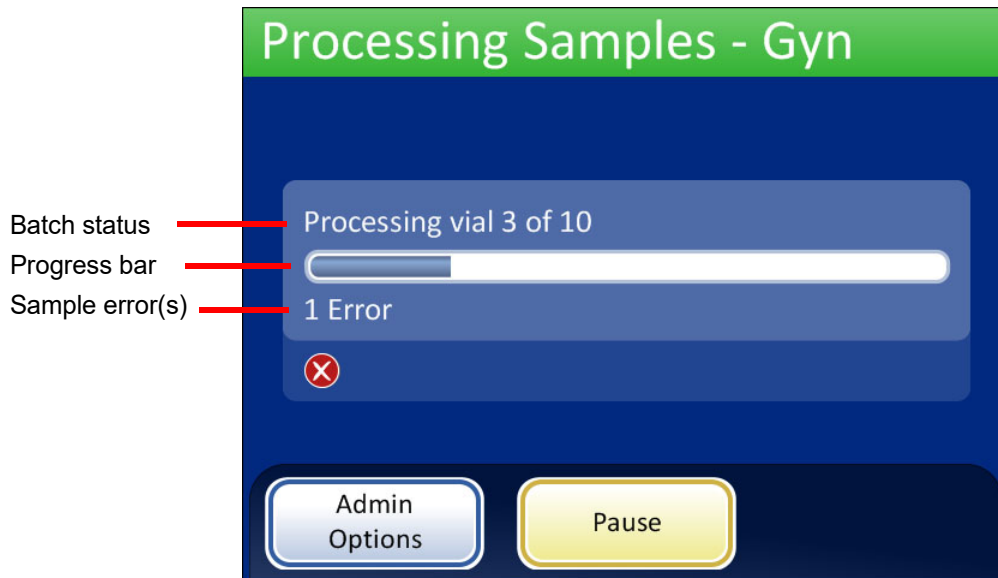 Processing Samples - Gyn
Batch status
Processing vial 3 of 10
Progress bar
Sample error(s)
1 Error
Admin
Options
Pause